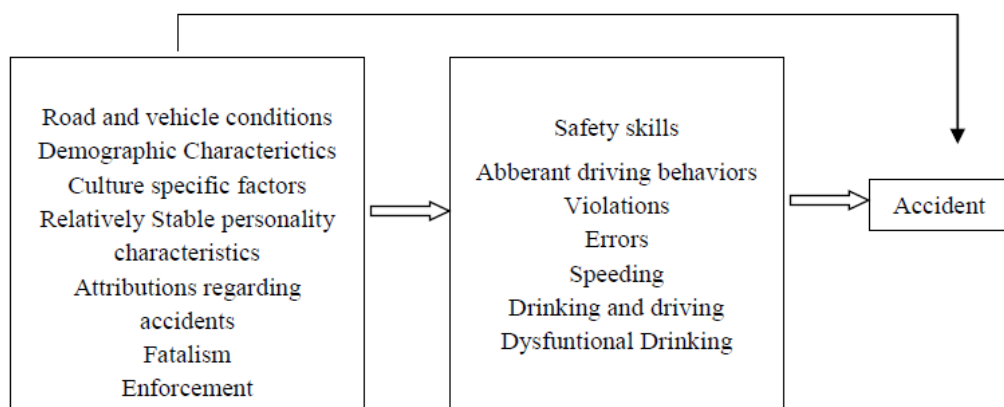 Road and vehicle conditions
Demographic Characterictics
Culture specific factors
Relatively Stable personality
characteristics
Attributions regarding
accidents
Fatalism
Enforcement
Safety skills
Abberant driving behaviors
Violations
Errors
Speeding
Drinking and driving
Dysfuntional Drinking
Accident